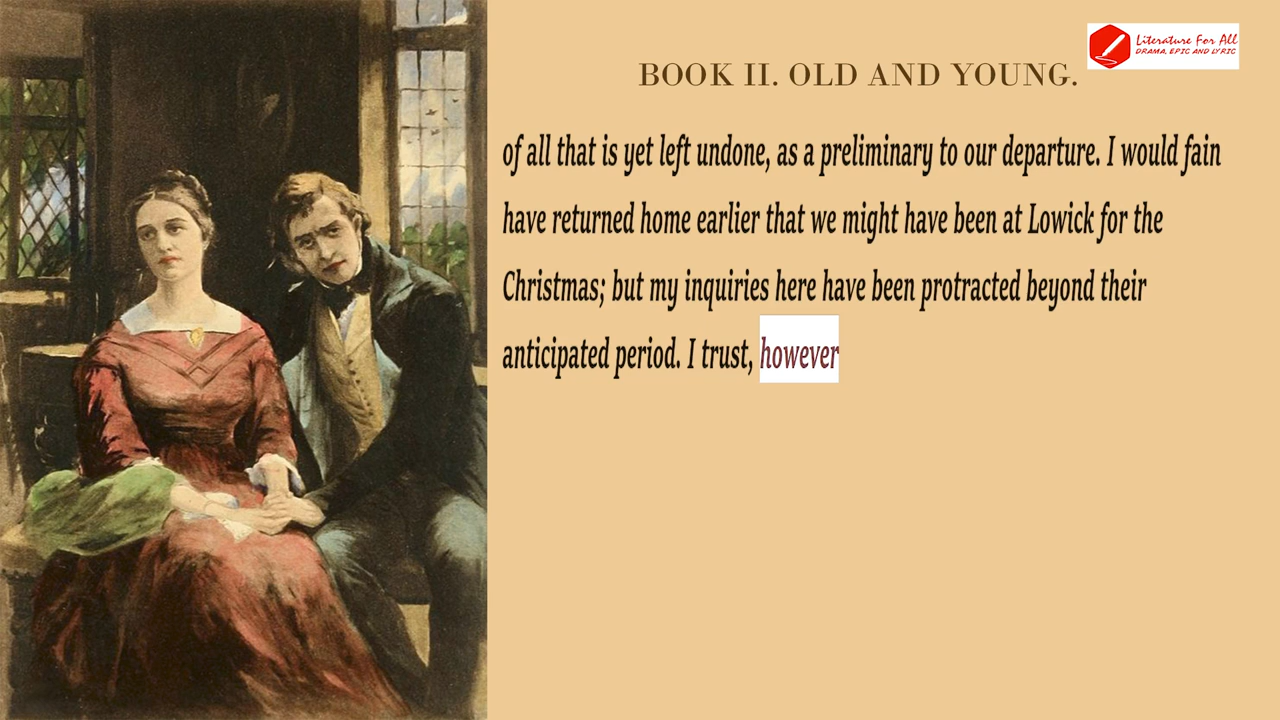 Literature For All
DRAMA, EPIC AND LYRIC
BOOK II. OLD AND YOUNG.
of all that is yet left undone, as a preliminary to our departure. I would fain
have returned home earlier that we might have been at Lowick for the
Christmas; but my inquiries here have been protracted beyond their
anticipated period. I trust, however